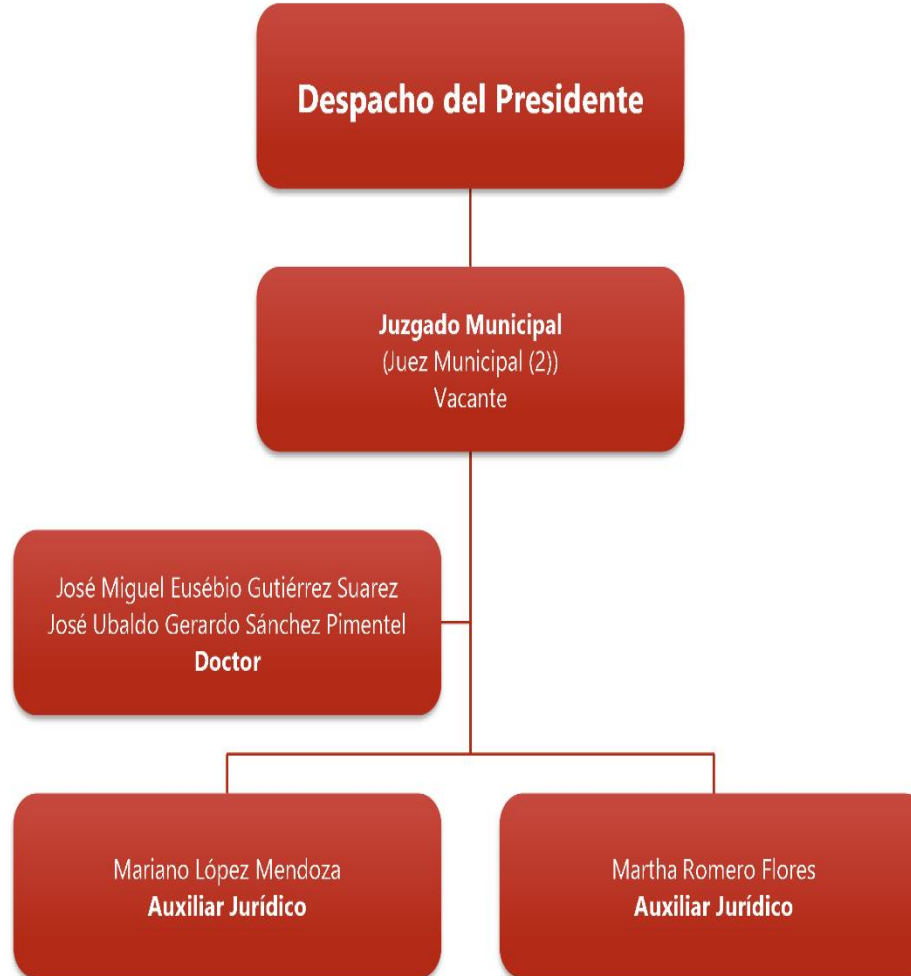 Despacho del Presidente
Juzgado Municipal
(Juez Municipal (2))
Vacante
José Miguel Eusébio Gutiérrez Suarez
José Ubaldo Gerardo Sánchez Pimentel
Doctor
Mariano López Mendoza
Auxiliar Jurídico
Martha Romero Flores
Auxiliar Jurídico